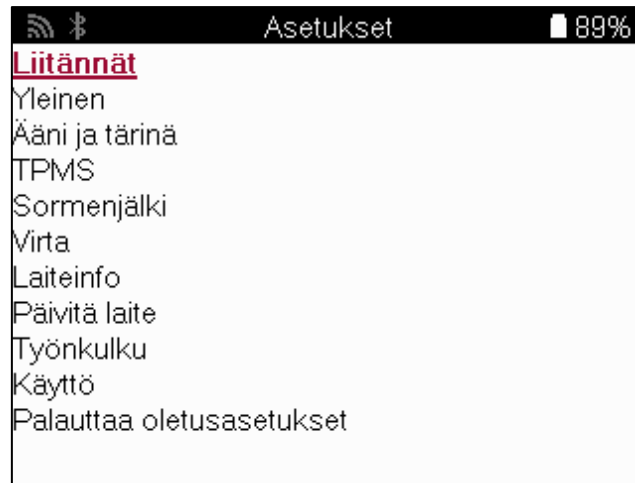 Asetukset 89%
Liitännät
Yleinen
Ääni ja tärinä
TPMS
Sormenjälki
Virta
Laiteinfo
Päivitä laite
Työnkulku
Käyttö
Palauttaa oletusasetukset